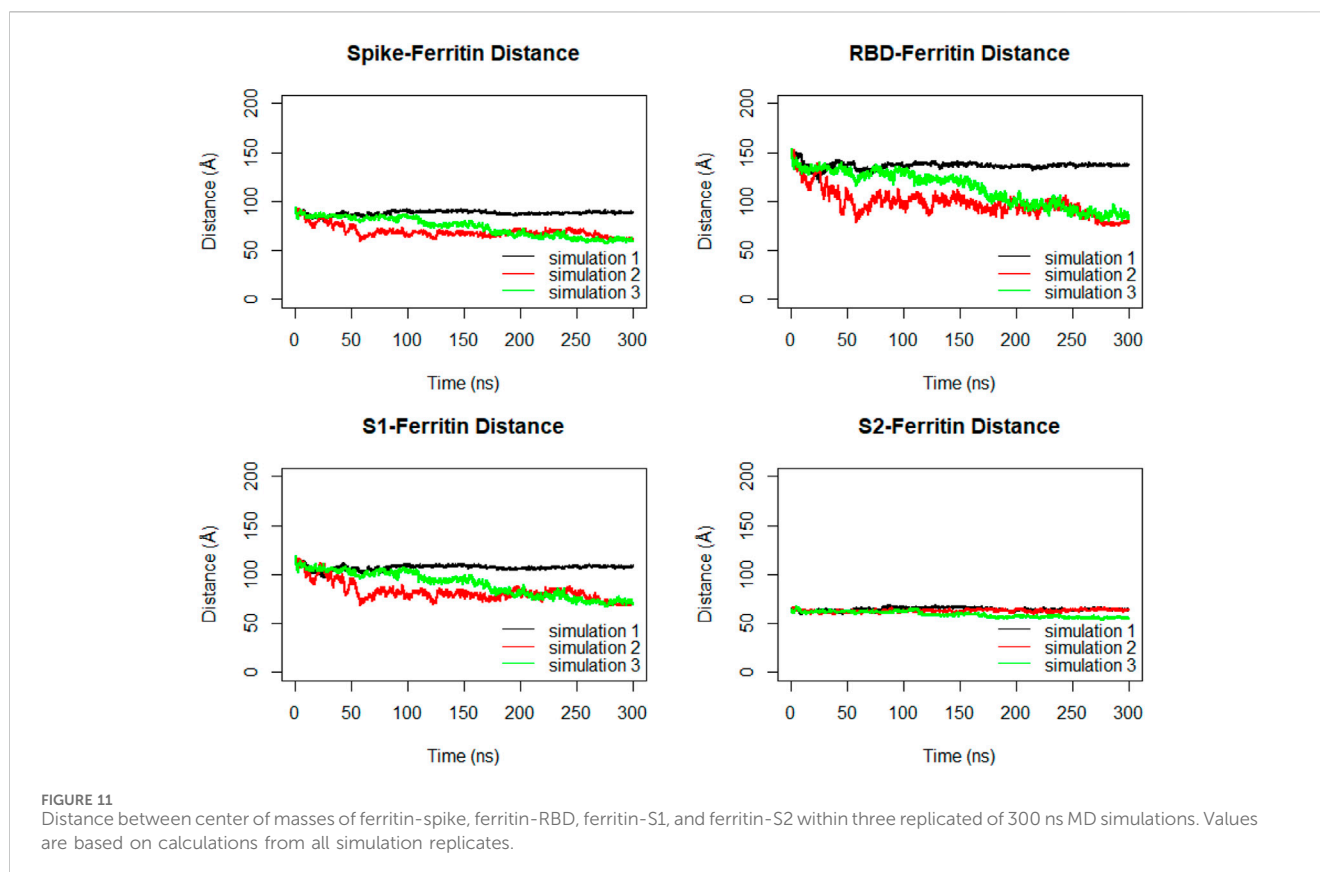 Spike-Ferritin Distance
Distance (Å)
200
150
100
50
0
simulation 1
simulation 2
simulation 3
0 50 100 150 200 250 300
Time (ns)
RBD-Ferritin Distance
Distance (Å)
200
150
100
50
0
simulation 1
simulation 2
simulation 3
0 50 100 150 200 250 300
Time (ns)
S1-Ferritin Distance
Distance (Å)
200
150
100
50
0
simulation 1
simulation 2
simulation 3
0 50 100 150 200 250 300
Time (ns)
S2-Ferritin Distance
Distance (Å)
200
150
100
50
0
simulation 1
simulation 2
simulation 3
0 50 100 150 200 250 300
Time (ns)
FIGURE 11
Distance between center of masses of ferritin-spike, ferritin-RBD, ferritin-S1, and ferritin-S2 within three replicated of 300 ns MD simulations. Values
are based on calculations from all simulation replicates.